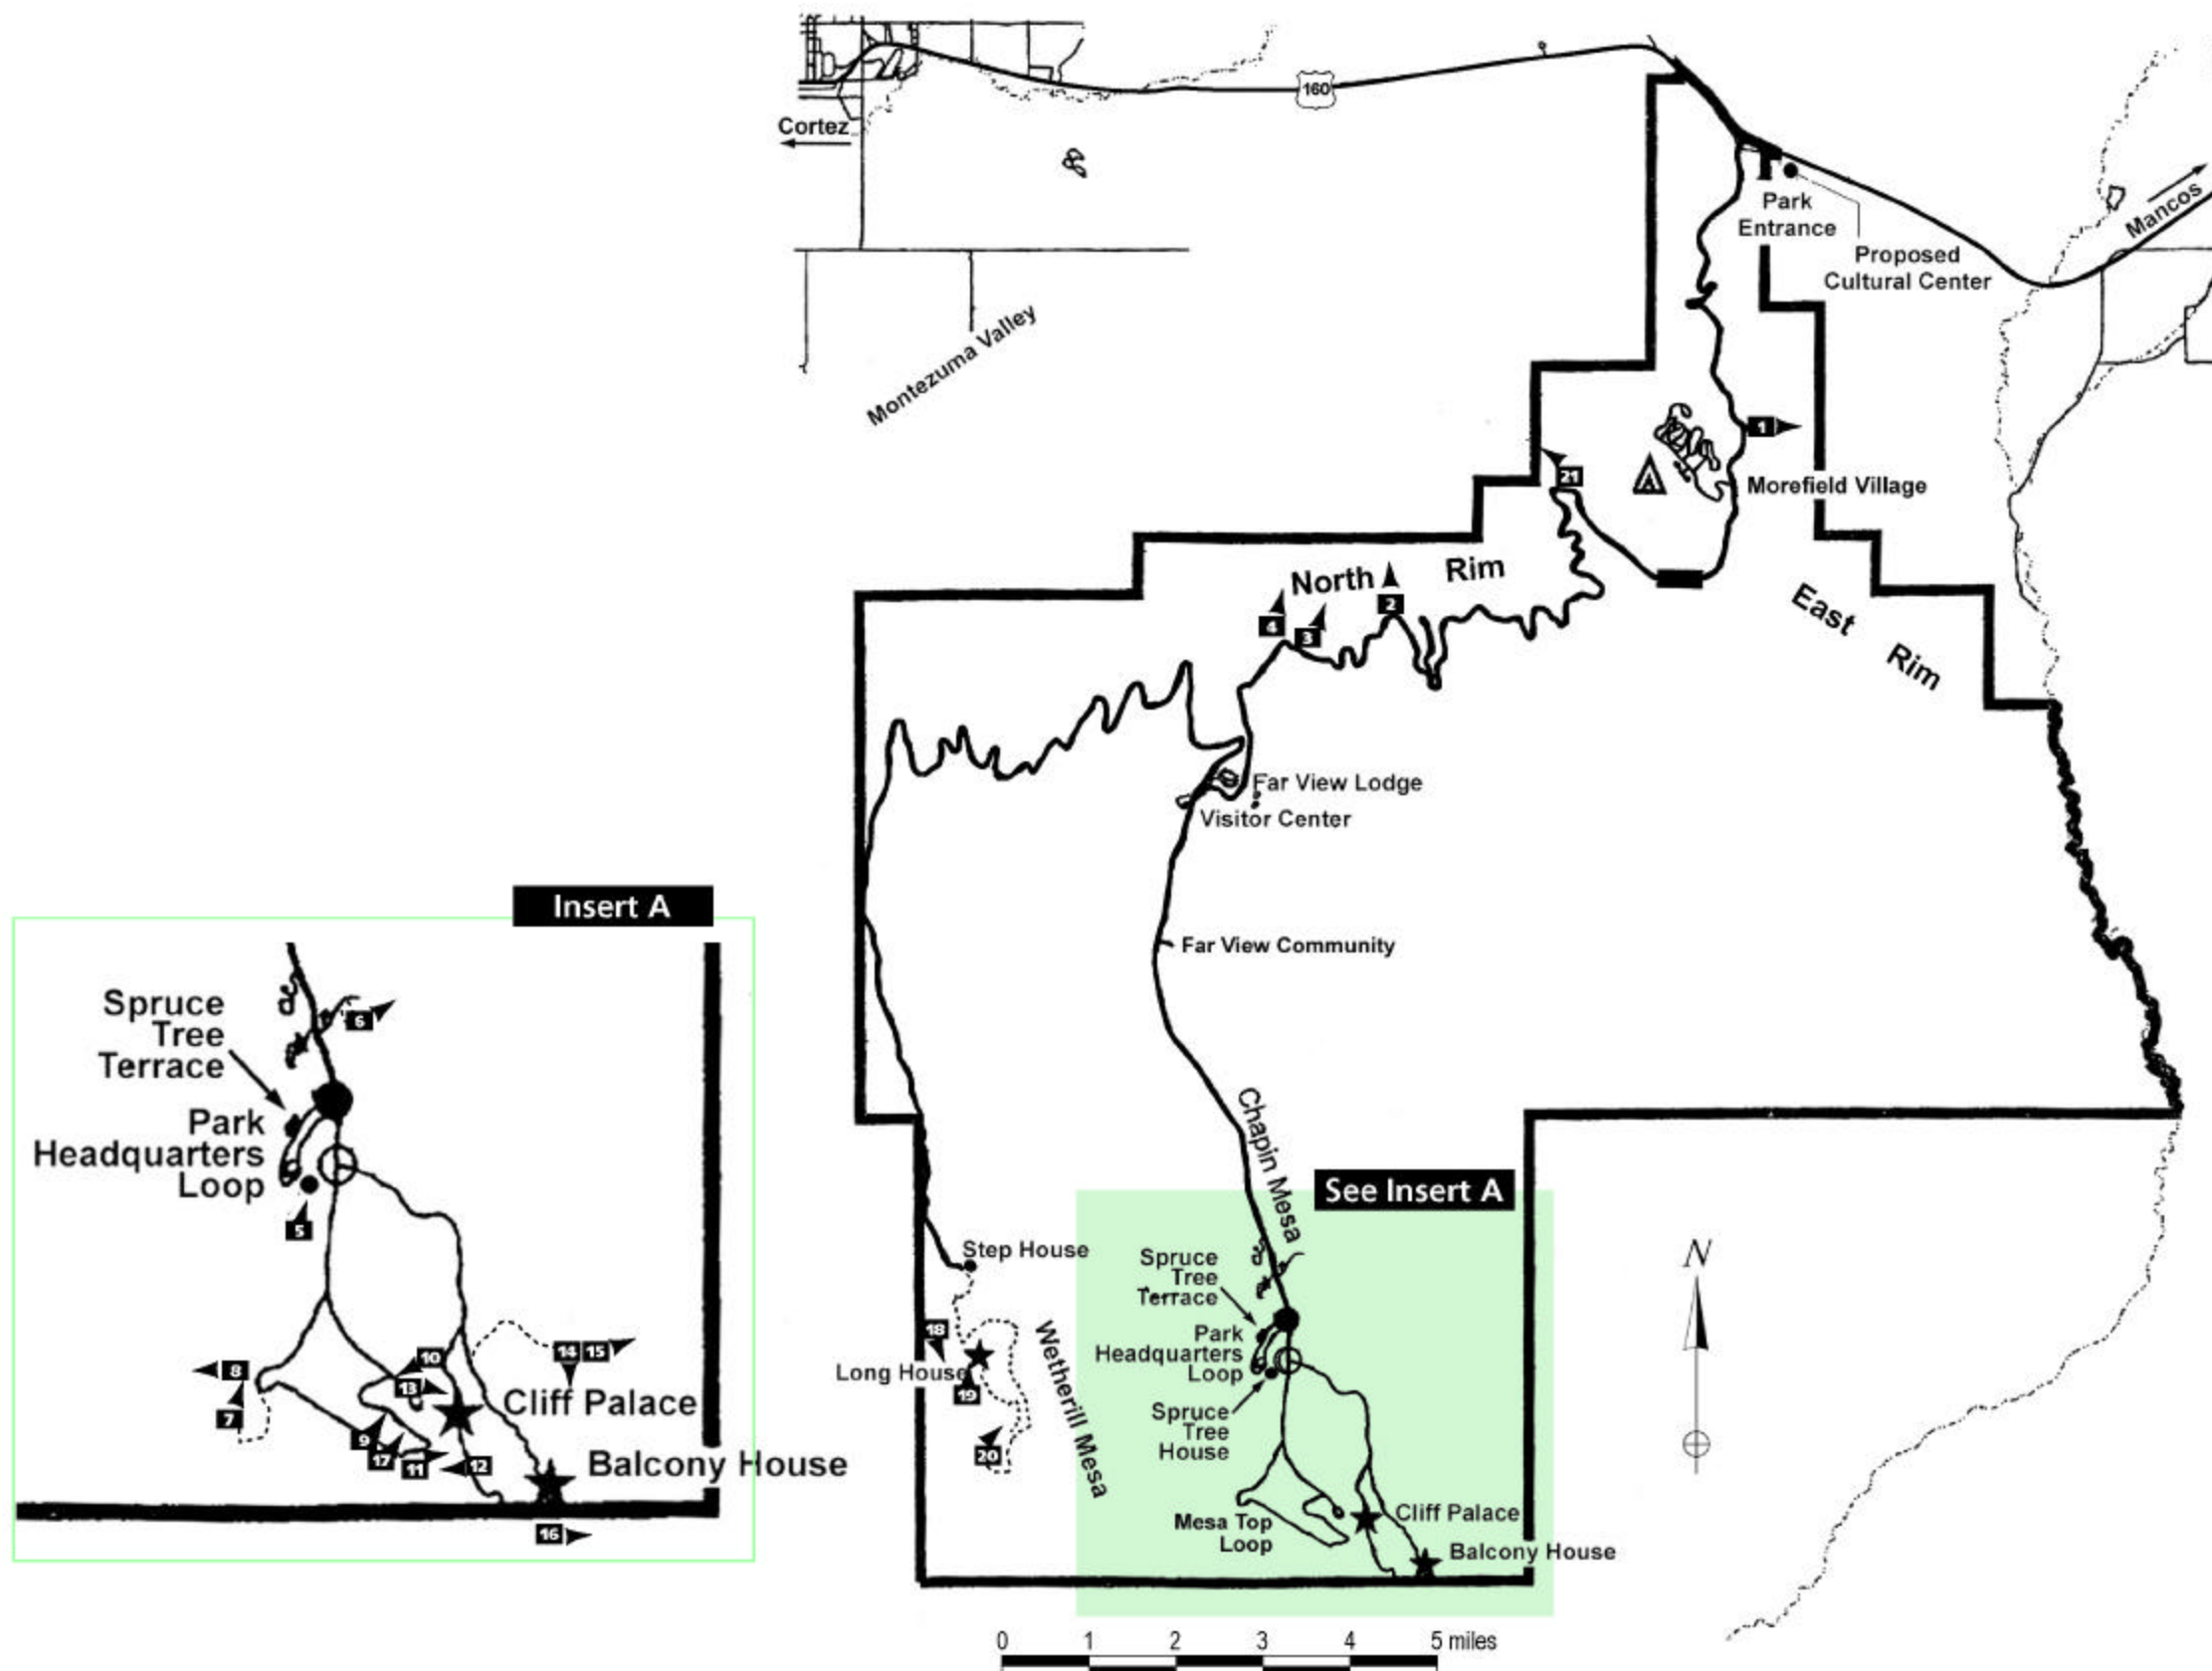 160
Cortez
Mancos
Park
Entrance
Proposed
Cultural Center
Montezuma Valley
1
21
Morefield Village
North
Rim
2
4
3
East
Rim
Far View Lodge
Visitor Center
Far View Community
Insert A
Spruce
Tree
Terrace
6
Park
Headquarters
Loop
5
8
7
10
13
14
15
Cliff Palace
9
17
11
12
Balcony House
16
Chapin Mesa
See Insert A
Step House
18
Long House
19
20
Wetherill Mesa
Spruce
Tree
Terrace
Park
Headquarters
Loop
Spruce
Tree
House
Mesa Top
Loop
Cliff Palace
Balcony House
N
0 1 2 3 4 5 miles